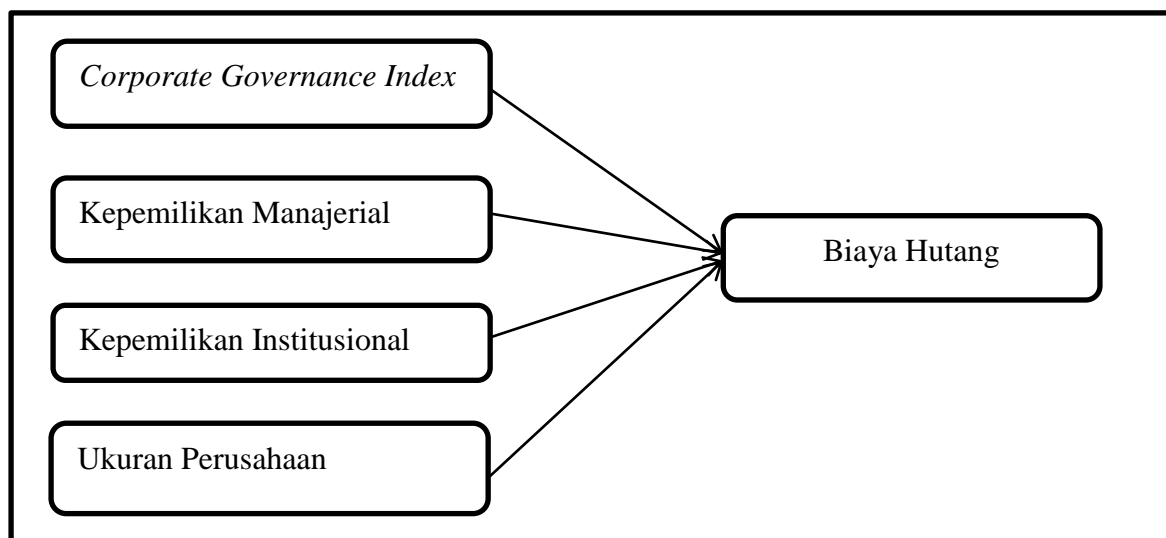 Corporate Governance Index
Kepemilikan Manajerial
Biaya Hutang
Kepemilikan Institusional
Ukuran Perusahaan